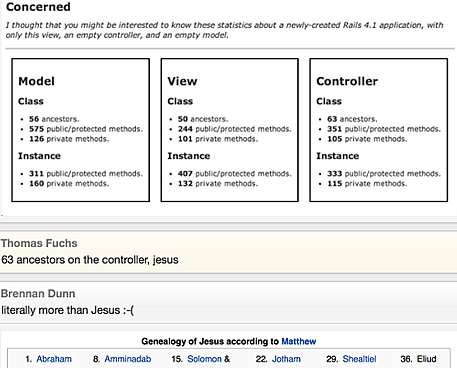 Concerned
I thought that you might be interested to know these statistics about a newly-created Rails 4.1 application, with
only this view, an empty controller, and an empty model.
Model
Class
• 56 ancestors.
• 575 public/protected methods.
• 126 private methods.
Instance
• 311 public/protected methods.
• 160 private methods.
View
Class
• 50 ancestors.
• 244 public/protected methods.
• 101 private methods.
Instance
• 407 public/protected methods.
• 132 private methods.
Controller
Class
• 63 ancestors.
• 351 public/protected methods.
• 105 private methods.
Instance
• 333 public/protected methods.
• 115 private methods.
Thomas Fuchs
63 ancestors on the controller, jesus
Brennan Dunn
literally more than Jesus :-(
Genealogy of Jesus according to Matthew
1. Abraham 8. Amminadab 15. Solomon & 22. Jotham 29. Shealtiel 36. Eliud